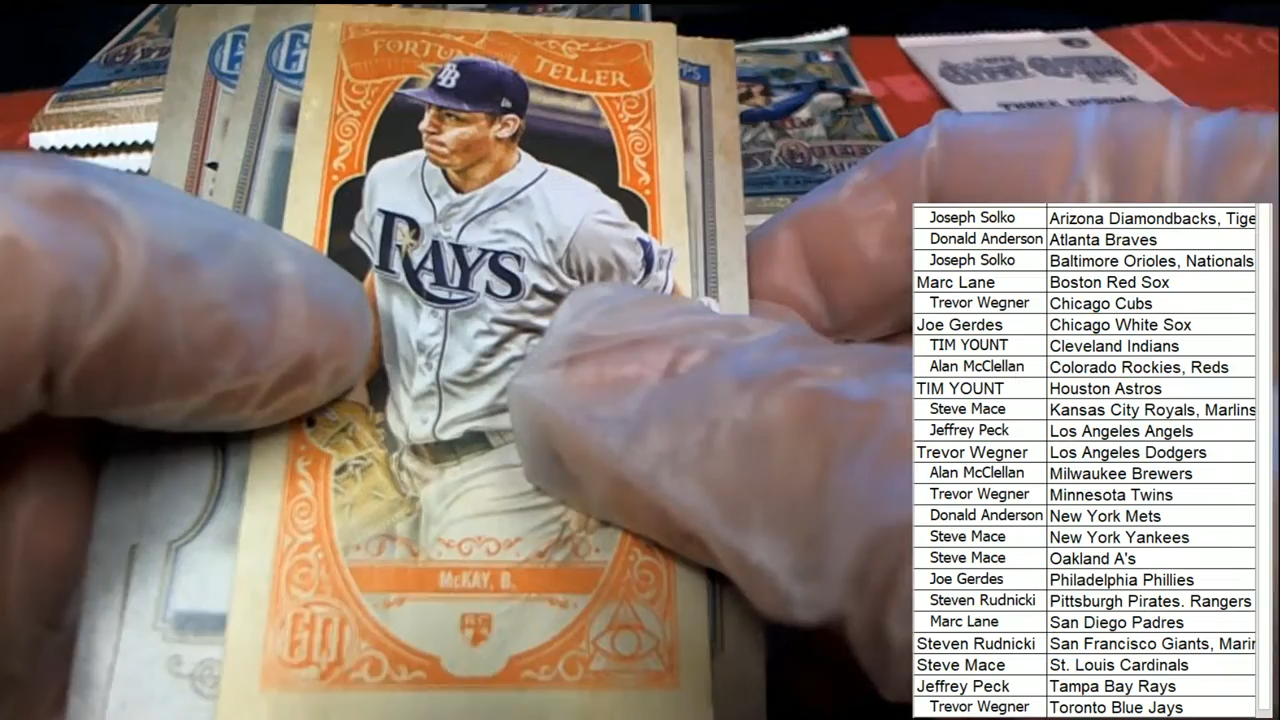 FORTUNE TELLER
RAYS
TB
McKAY, B.
RC
GQ
THREE
Joseph Solko Arizona Diamondbacks, Tige
Donald Anderson Atlanta Braves
Joseph Solko Baltimore Orioles, Nationals
Marc Lane Boston Red Sox
Trevor Wegner Chicago Cubs
Joe Gerdes Chicago White Sox
TIM YOUNT Cleveland Indians
Alan McClellan Colorado Rockies, Reds
TIM YOUNT Houston Astros
Steve Mace Kansas City Royals, Marlins
Jeffrey Peck Los Angeles Angels
Trevor Wegner Los Angeles Dodgers
Alan McClellan Milwaukee Brewers
Trevor Wegner Minnesota Twins
Donald Anderson New York Mets
Steve Mace New York Yankees
Steve Mace Oakland A's
Joe Gerdes Philadelphia Phillies
Steven Rudnicki Pittsburgh Pirates. Rangers
Marc Lane San Diego Padres
Steven Rudnicki San Francisco Giants, Marin
Steve Mace St. Louis Cardinals
Jeffrey Peck Tampa Bay Rays
Trevor Wegner Toronto Blue Jays